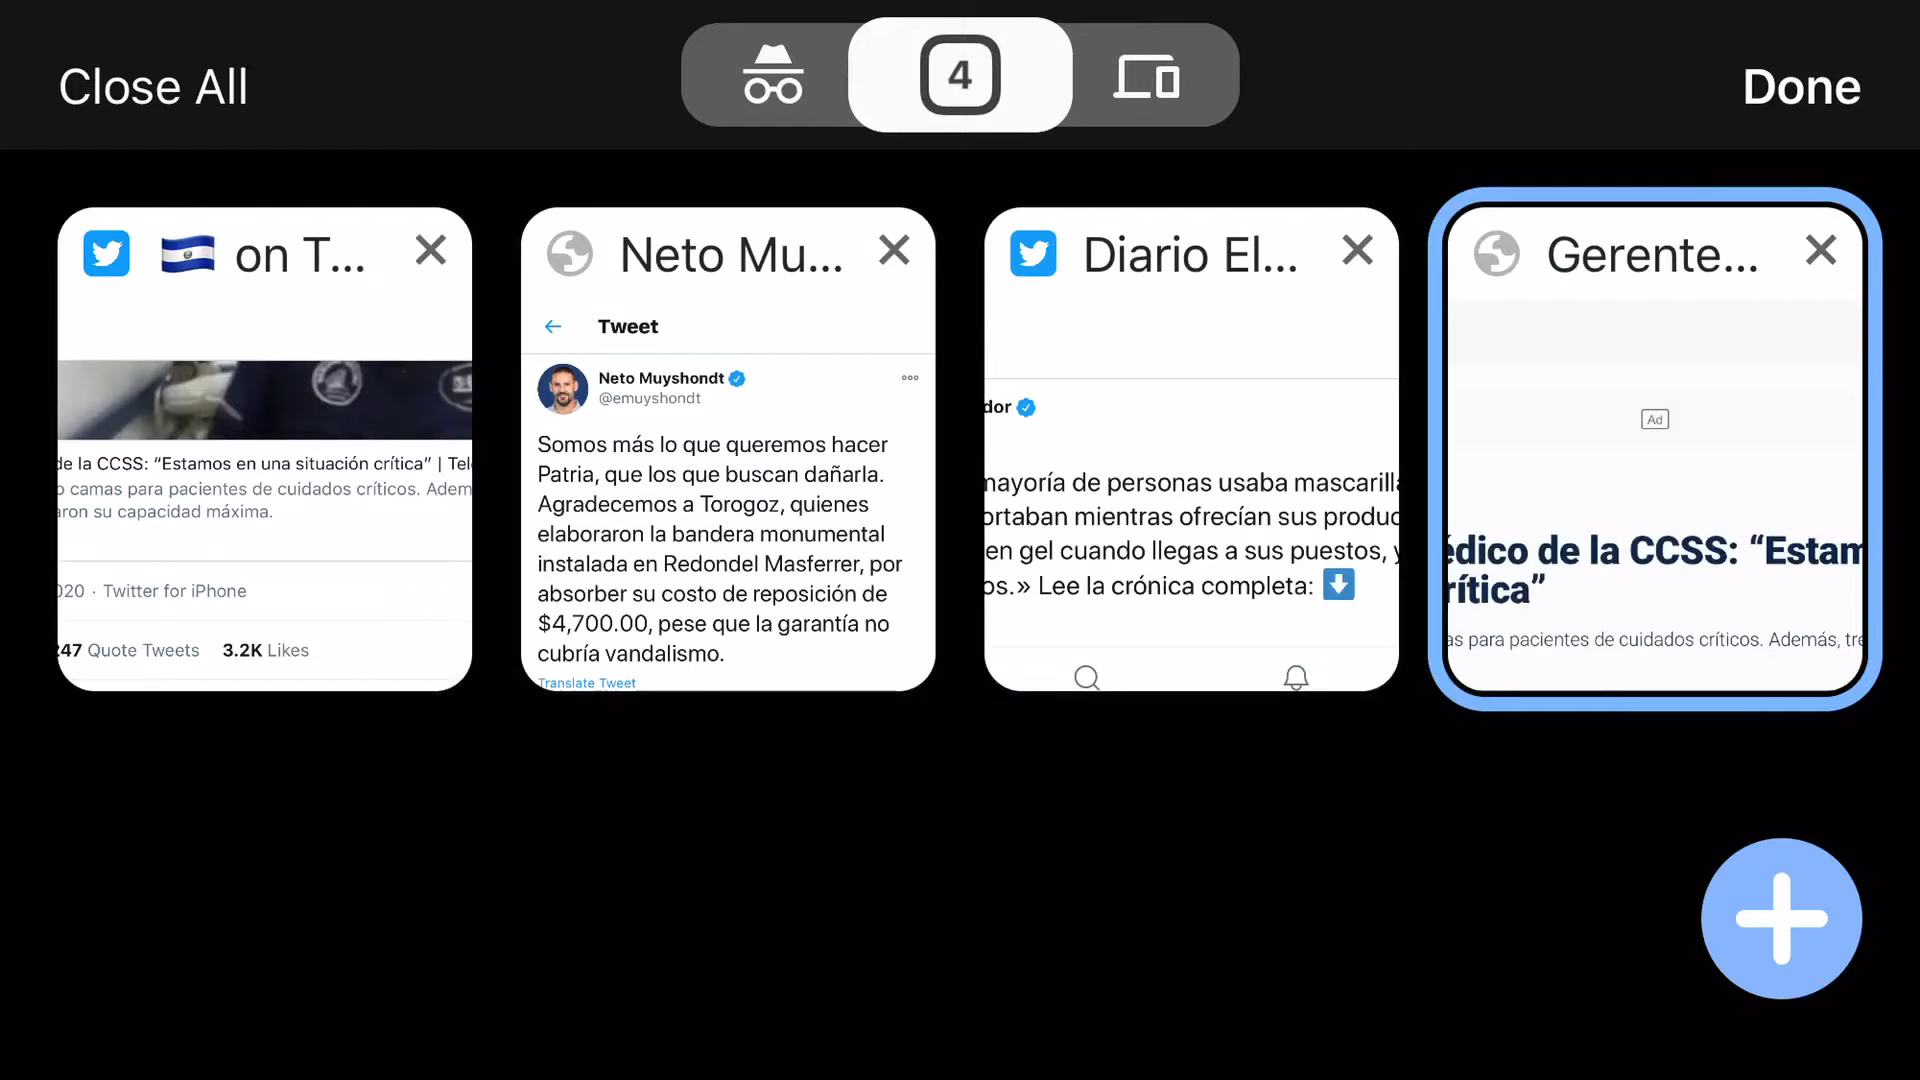 Close All
4
Done
on T...
de la CCSS: “Estamos en una situación crítica” | Tel
camas para pacientes de cuidados críticos. Adem
aron su capacidad máxima.
020 · Twitter for iPhone
247 Quote Tweets 3.2K Likes
Neto Mu...
Tweet
Neto Muyshondt
@emuyshondt
Somos más lo que queremos hacer
Patria, que los que buscan dañarla.
Agradecemos a Torogoz, quienes
elaboraron la bandera monumental
instalada en Redondel Masferrer, por
absorber su costo de reposición de
$4,700.00, pese que la garantía no
cubría vandalismo.
Translate Tweet
Diario El...
dor
mayoría de personas usaba mascarilla
ortaban mientras ofrecían sus produc
en gel cuando llegas a sus puestos, y
os.» Lee la crónica completa:
Gerente...
Ad
édico de la CCSS: “Estam
rítica”
as para pacientes de cuidados críticos. Además, tre